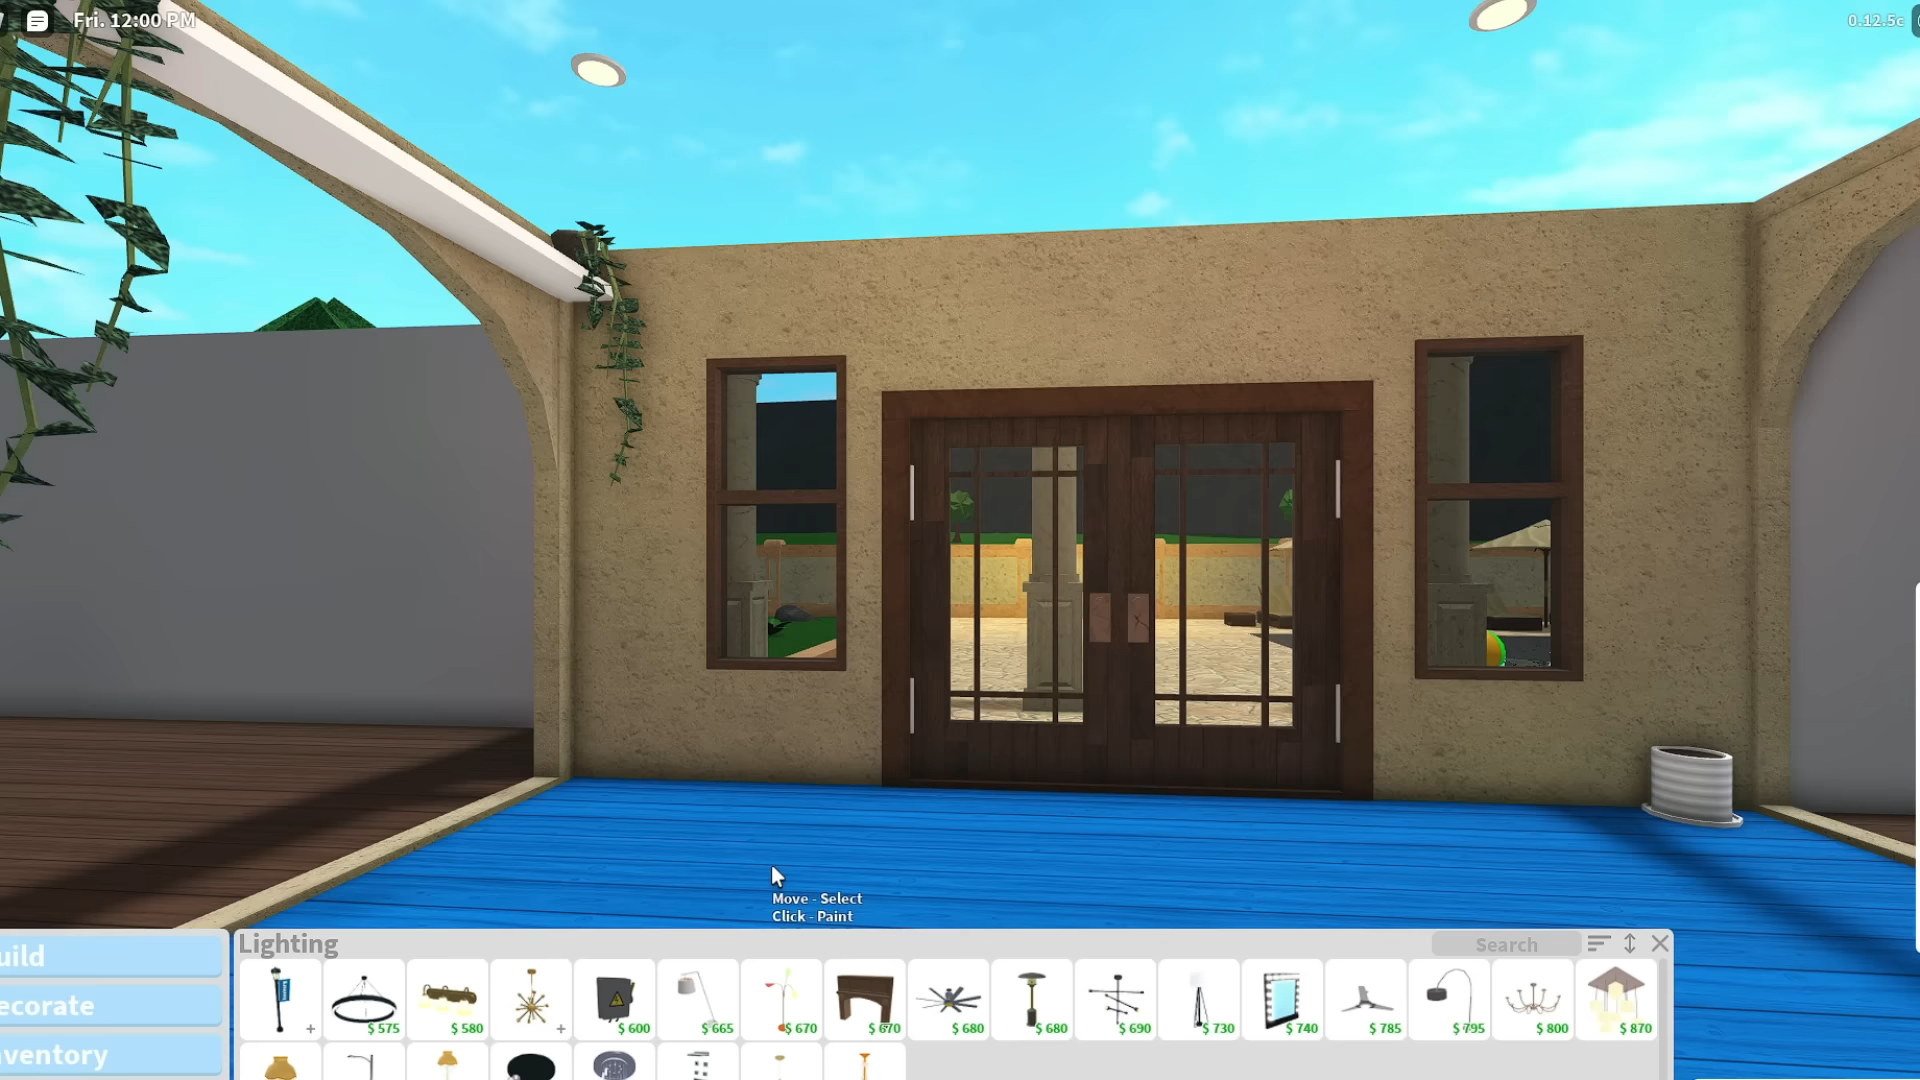 Fri. 12:00 PM
0.12.5c
Move - Select
Click - Paint
uild
ecorate
nventory
Lighting
Search
+
$ 575
$ 580
+
$ 600
$ 665
$ 670
$ 670
$ 680
$ 680
$ 690
$ 730
$ 740
$ 785
$ 795
$ 800
$ 870